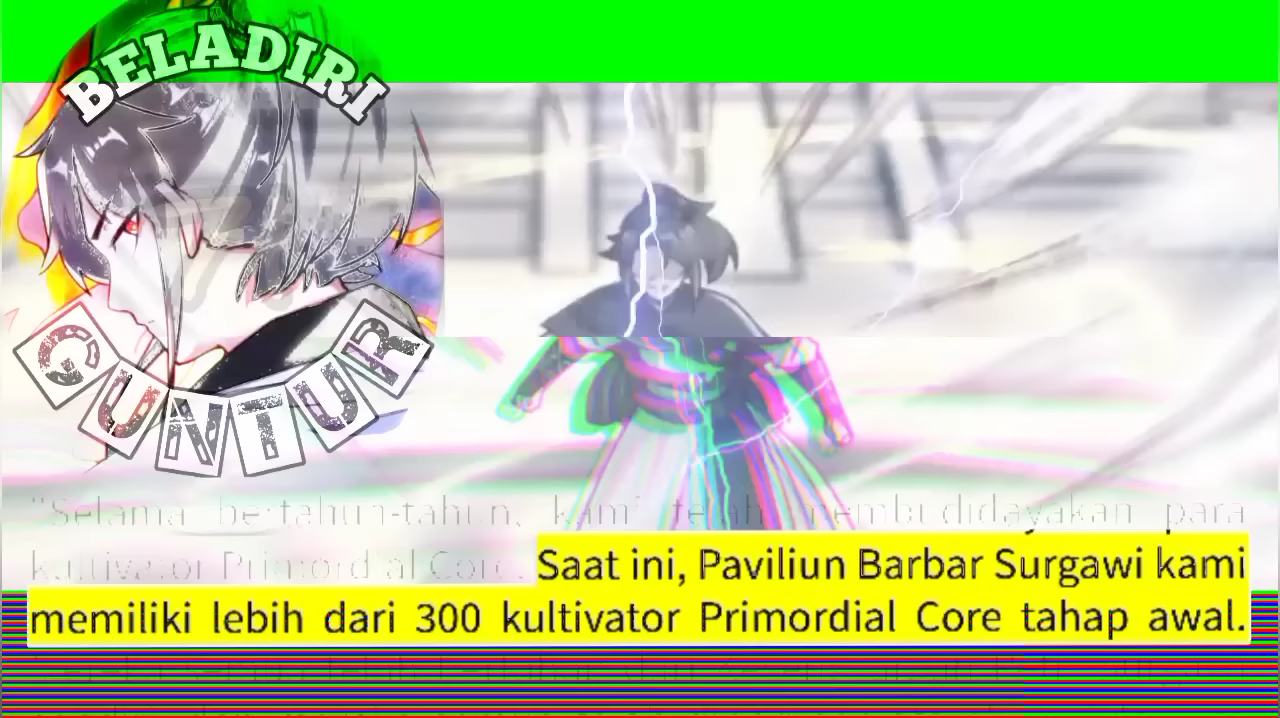 BELADIRI
GUNTUR
"Selama bertahun-tahun, kami telah membudidayakan para
kultivator Primordial Core. Saat ini, Paviliun Barbar Surgawi kami
memiliki lebih dari 300 kultivator Primordial Core tahap awal.